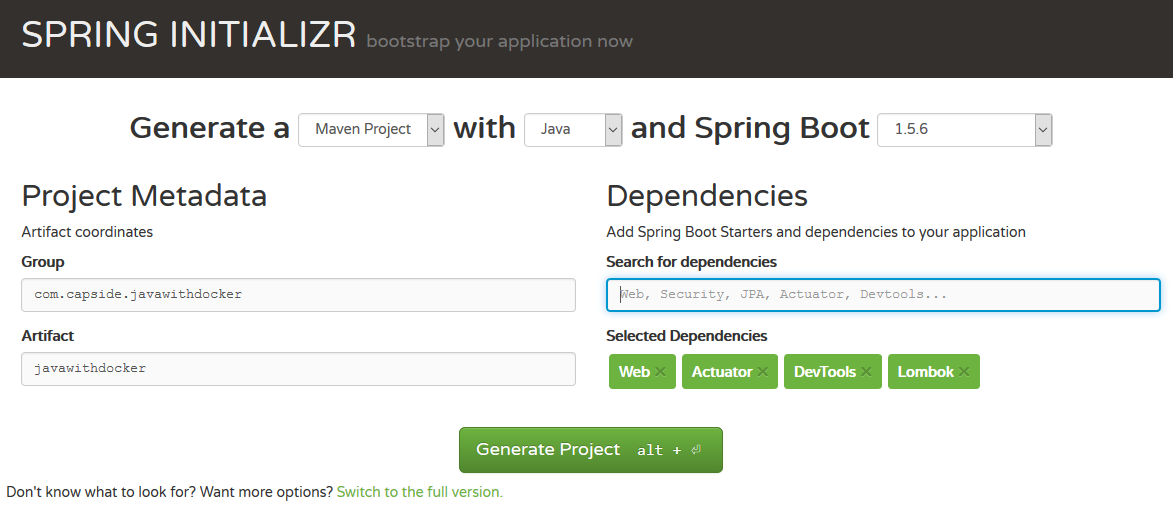 SPRING INITIALIZR bootstrap your application now
Generate a Maven Project with Java and Spring Boot 1.5.6
Project Metadata
Artifact coordinates
Group
com.capside.javawithdocker
Artifact
javawithdocker
Dependencies
Add Spring Boot Starters and dependencies to your application
Search for dependencies
Web, Security, JPA, Actuator, Devtools...
Selected Dependencies
Web × Actuator × DevTools × Lombok ×
Generate Project alt + ⏎
Don't know what to look for? Want more options? Switch to the full version.